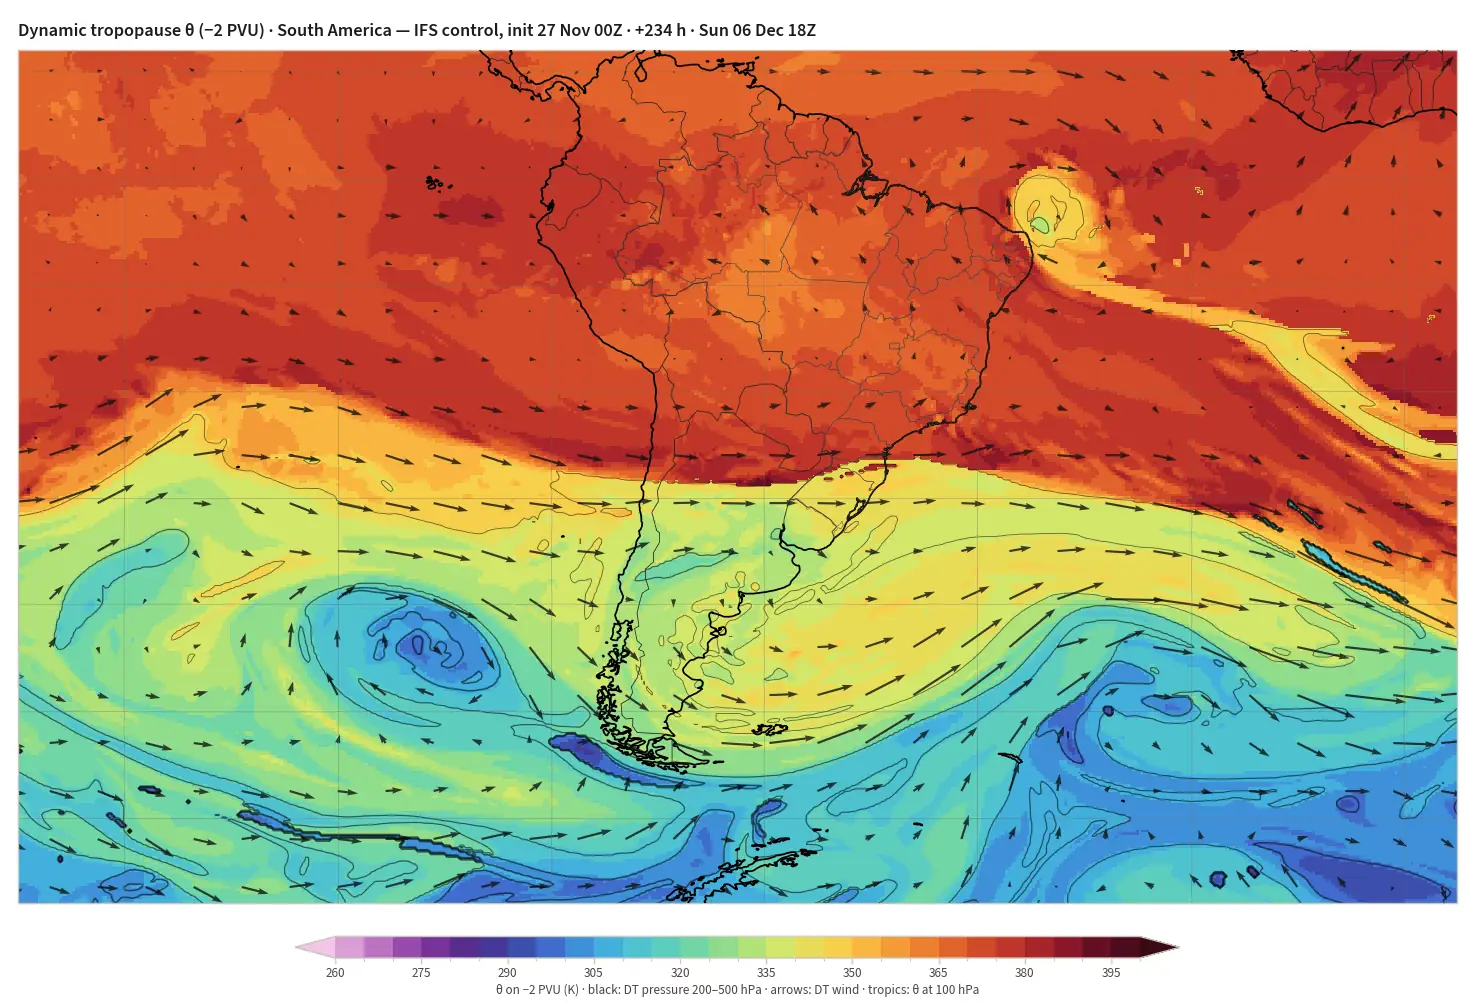 Dynamic tropopause θ (−2 PVU) · South America — IFS control, init 27 Nov 00Z · +234 h · Sun 06 Dec 18Z
260 275 290 305 320 335 350 365 380 395
θ on −2 PVU (K) · black: DT pressure 200–500 hPa · arrows: DT wind · tropics: θ at 100 hPa